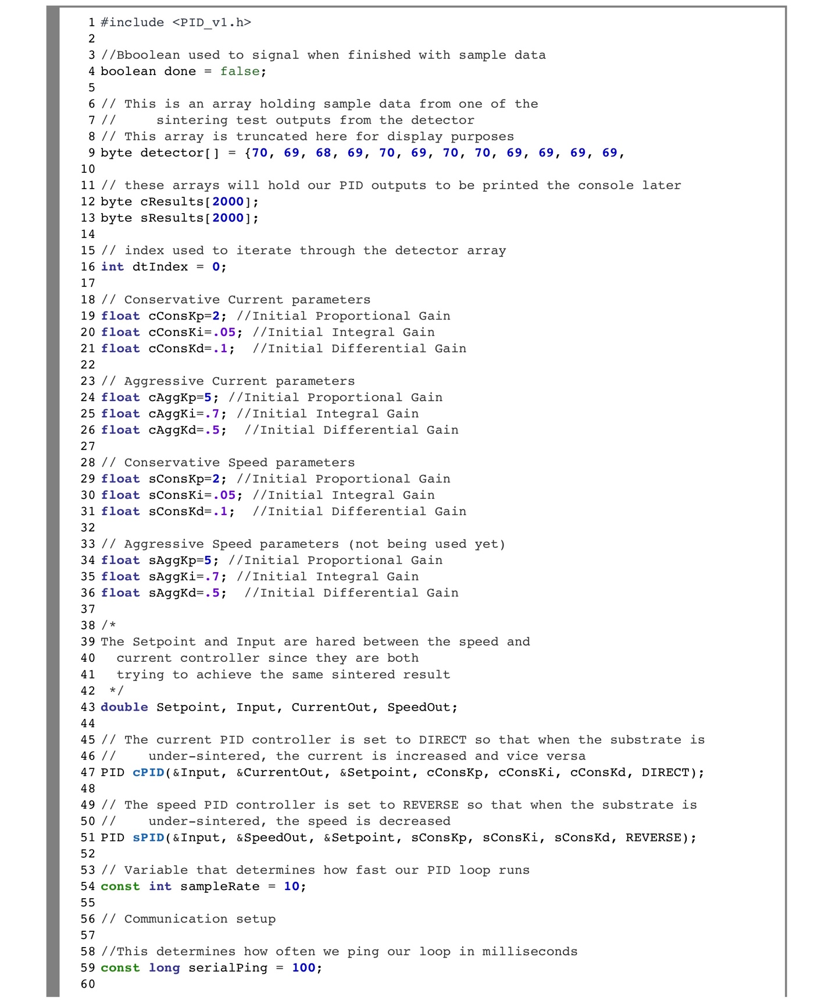 1 #include <PID_v1.h>
2
3 //Bboolean used to signal when finished with sample data
4 boolean done = false;
5
6 // This is an array holding sample data from one of the
7 //     sintering test outputs from the detector
8 // This array is truncated here for display purposes
9 byte detector[] = {70, 69, 68, 69, 70, 69, 70, 70, 69, 69, 69, 69,
10
11 // these arrays will hold our PID outputs to be printed the console later
12 byte cResults[2000];
13 byte sResults[2000];
14
15 // index used to iterate through the detector array
16 int dtIndex = 0;
17
18 // Conservative Current parameters
19 float cConsKp=2; //Initial Proportional Gain
20 float cConsKi=.05; //Initial Integral Gain
21 float cConsKd=.1;  //Initial Differential Gain
22
23 // Aggressive Current parameters
24 float cAggKp=5; //Initial Proportional Gain
25 float cAggKi=.7; //Initial Integral Gain
26 float cAggKd=.5;  //Initial Differential Gain
27
28 // Conservative Speed parameters
29 float sConsKp=2; //Initial Proportional Gain
30 float sConsKi=.05; //Initial Integral Gain
31 float sConsKd=.1;  //Initial Differential Gain
32
33 // Aggressive Speed parameters (not being used yet)
34 float sAggKp=5; //Initial Proportional Gain
35 float sAggKi=.7; //Initial Integral Gain
36 float sAggKd=.5;  //Initial Differential Gain
37
38 /*
39 The Setpoint and Input are hared between the speed and
40   current controller since they are both
41   trying to achieve the same sintered result
42  */
43 double Setpoint, Input, CurrentOut, SpeedOut;
44
45 // The current PID controller is set to DIRECT so that when the substrate is
46 //    under-sintered, the current is increased and vice versa
47 PID cPID(&Input, &CurrentOut, &Setpoint, cConsKp, cConsKi, cConsKd, DIRECT);
48
49 // The speed PID controller is set to REVERSE so that when the substrate is
50 //    under-sintered, the speed is decreased
51 PID sPID(&Input, &SpeedOut, &Setpoint, sConsKp, sConsKi, sConsKd, REVERSE);
52
53 // Variable that determines how fast our PID loop runs
54 const int sampleRate = 10;
55
56 // Communication setup
57
58 //This determines how often we ping our loop in milliseconds
59 const long serialPing = 100;
60